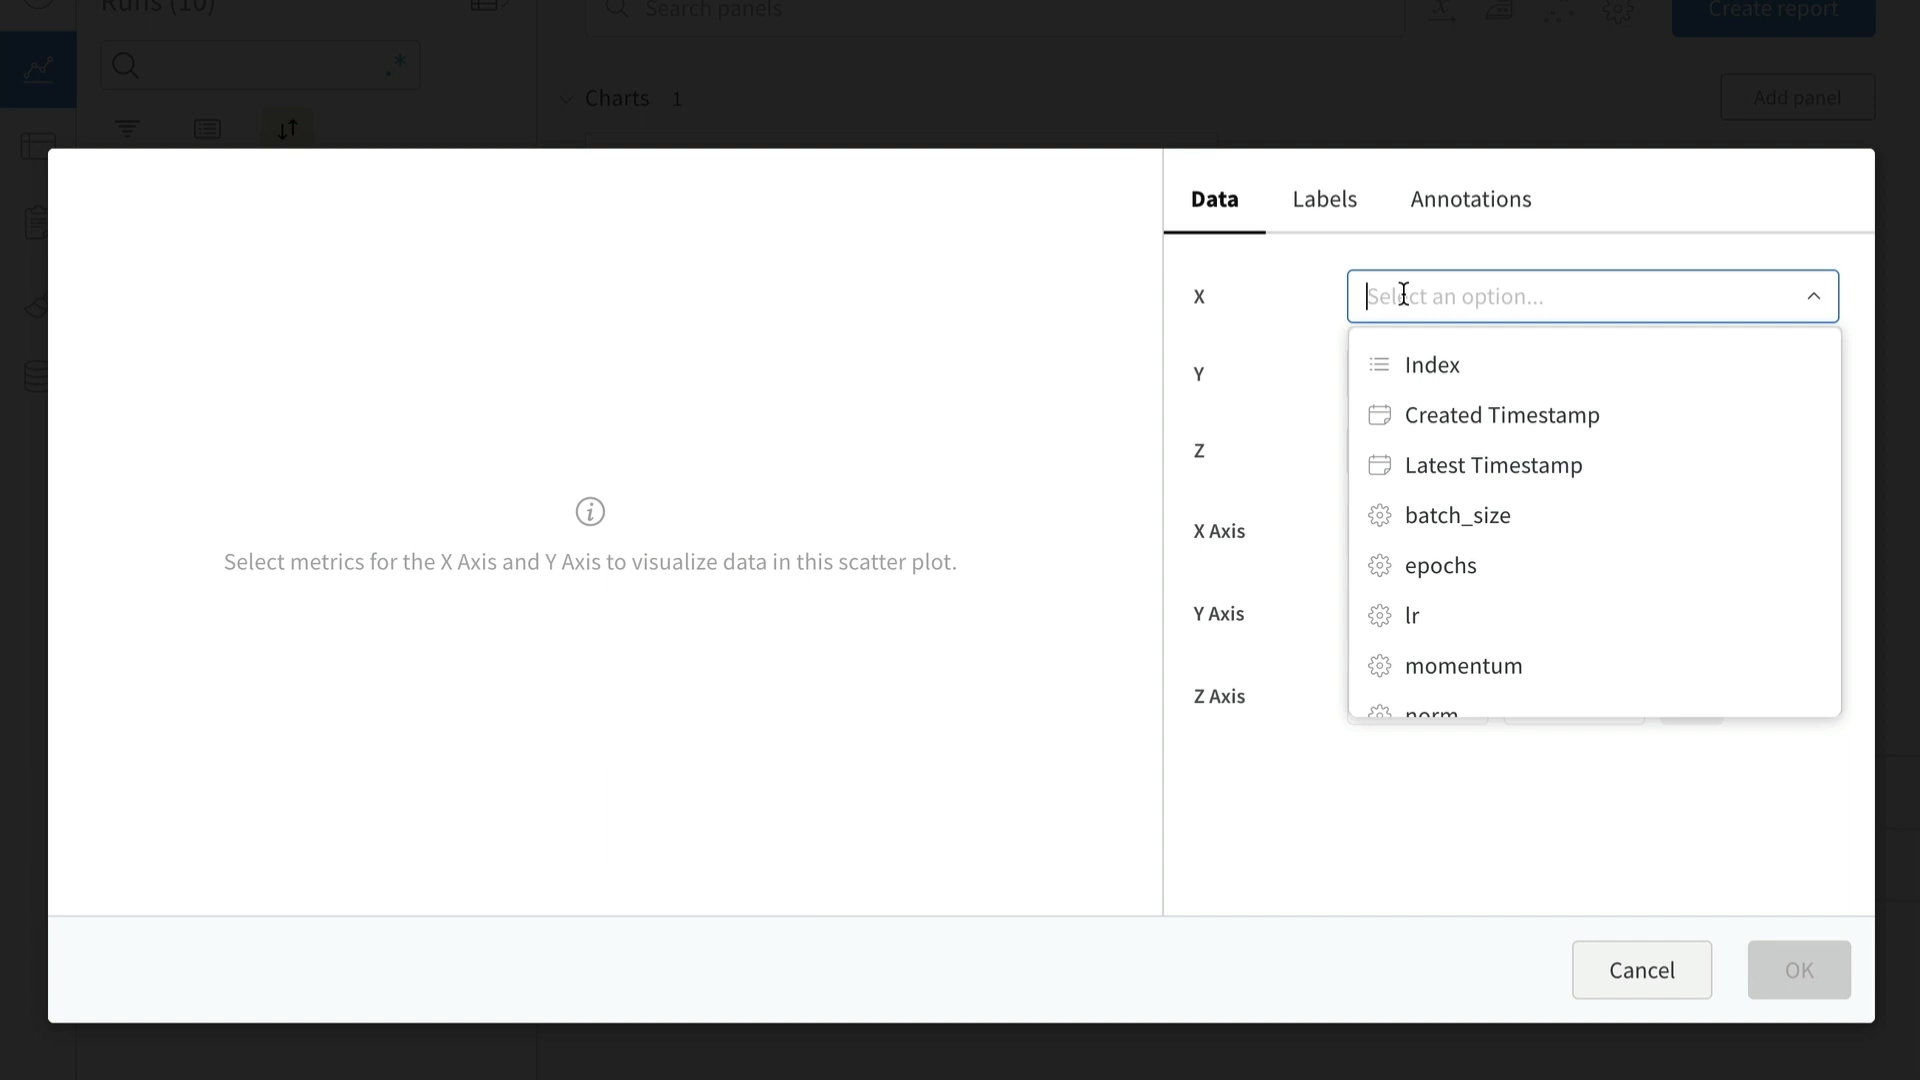 Runs (10)
Search panels
Create report
Charts 1
Add panel
Data Labels Annotations
X
Select an option...
Index
Y
Created Timestamp
Z
Latest Timestamp
batch_size
X Axis
epochs
Y Axis
lr
momentum
Z Axis
norm
Select metrics for the X Axis and Y Axis to visualize data in this scatter plot.
Cancel
OK